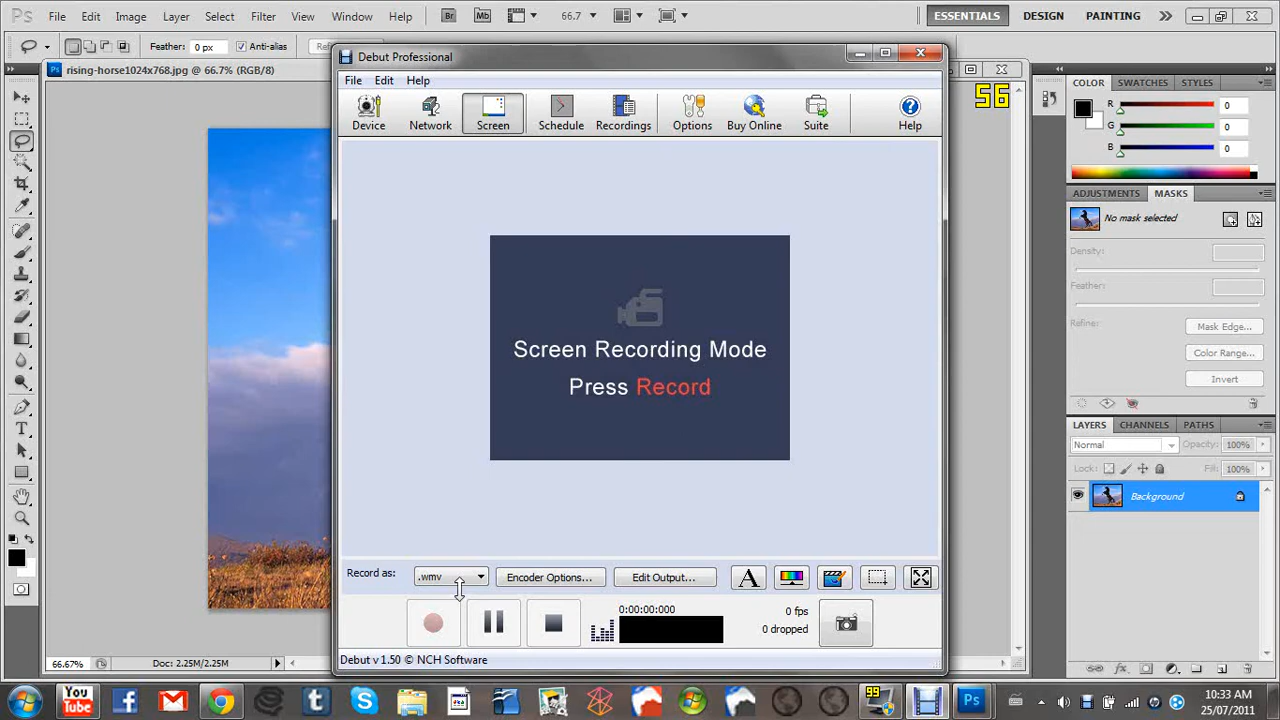 Ps File Edit Image Layer Select Filter View Window Help Br Mb 66.7 ESSENTIALS DESIGN PAINTING
Feather: 0 px Anti-alias
rising-horse1024x768.jpg @ 66.7% (RGB/8)
Debut Professional
File Edit Help
Device Network Screen Schedule Recordings Options Buy Online Suite Help
56
COLOR SWATCHES STYLES
R 0
G 0
B 0
ADJUSTMENTS MASKS
No mask selected
Density:
Feather:
Refine:
Mask Edge...
Color Range...
Invert
LAYERS CHANNELS PATHS
Normal Opacity: 100%
Lock: Fill: 100%
Background
Screen Recording Mode
Press Record
Record as: .wmv Encoder Options... Edit Output... A
0:00:00:000 0 fps
0 dropped
Debut v 1.50 © NCH Software
66.67% Doc: 2.25M/2.25M
You
Tube
99
Ps
10:33 AM
25/07/2011